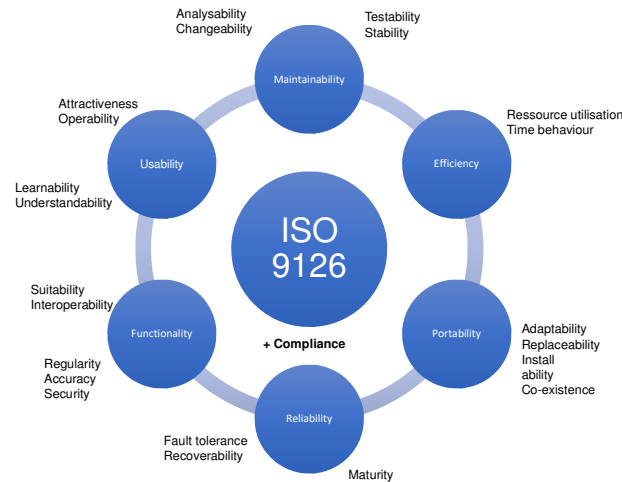 Analysability
Changeability
Testability
Stability
Maintainability
Attractiveness
Operability
Usability
Learnability
Understandability
Ressource utilisation
Time behaviour
Efficiency
ISO
9126
+ Compliance
Suitability
Interoperability
Functionality
Regularity
Accuracy
Security
Portability
Adaptability
Replaceability
Install
ability
Co-existence
Reliability
Fault tolerance
Recoverability
Maturity